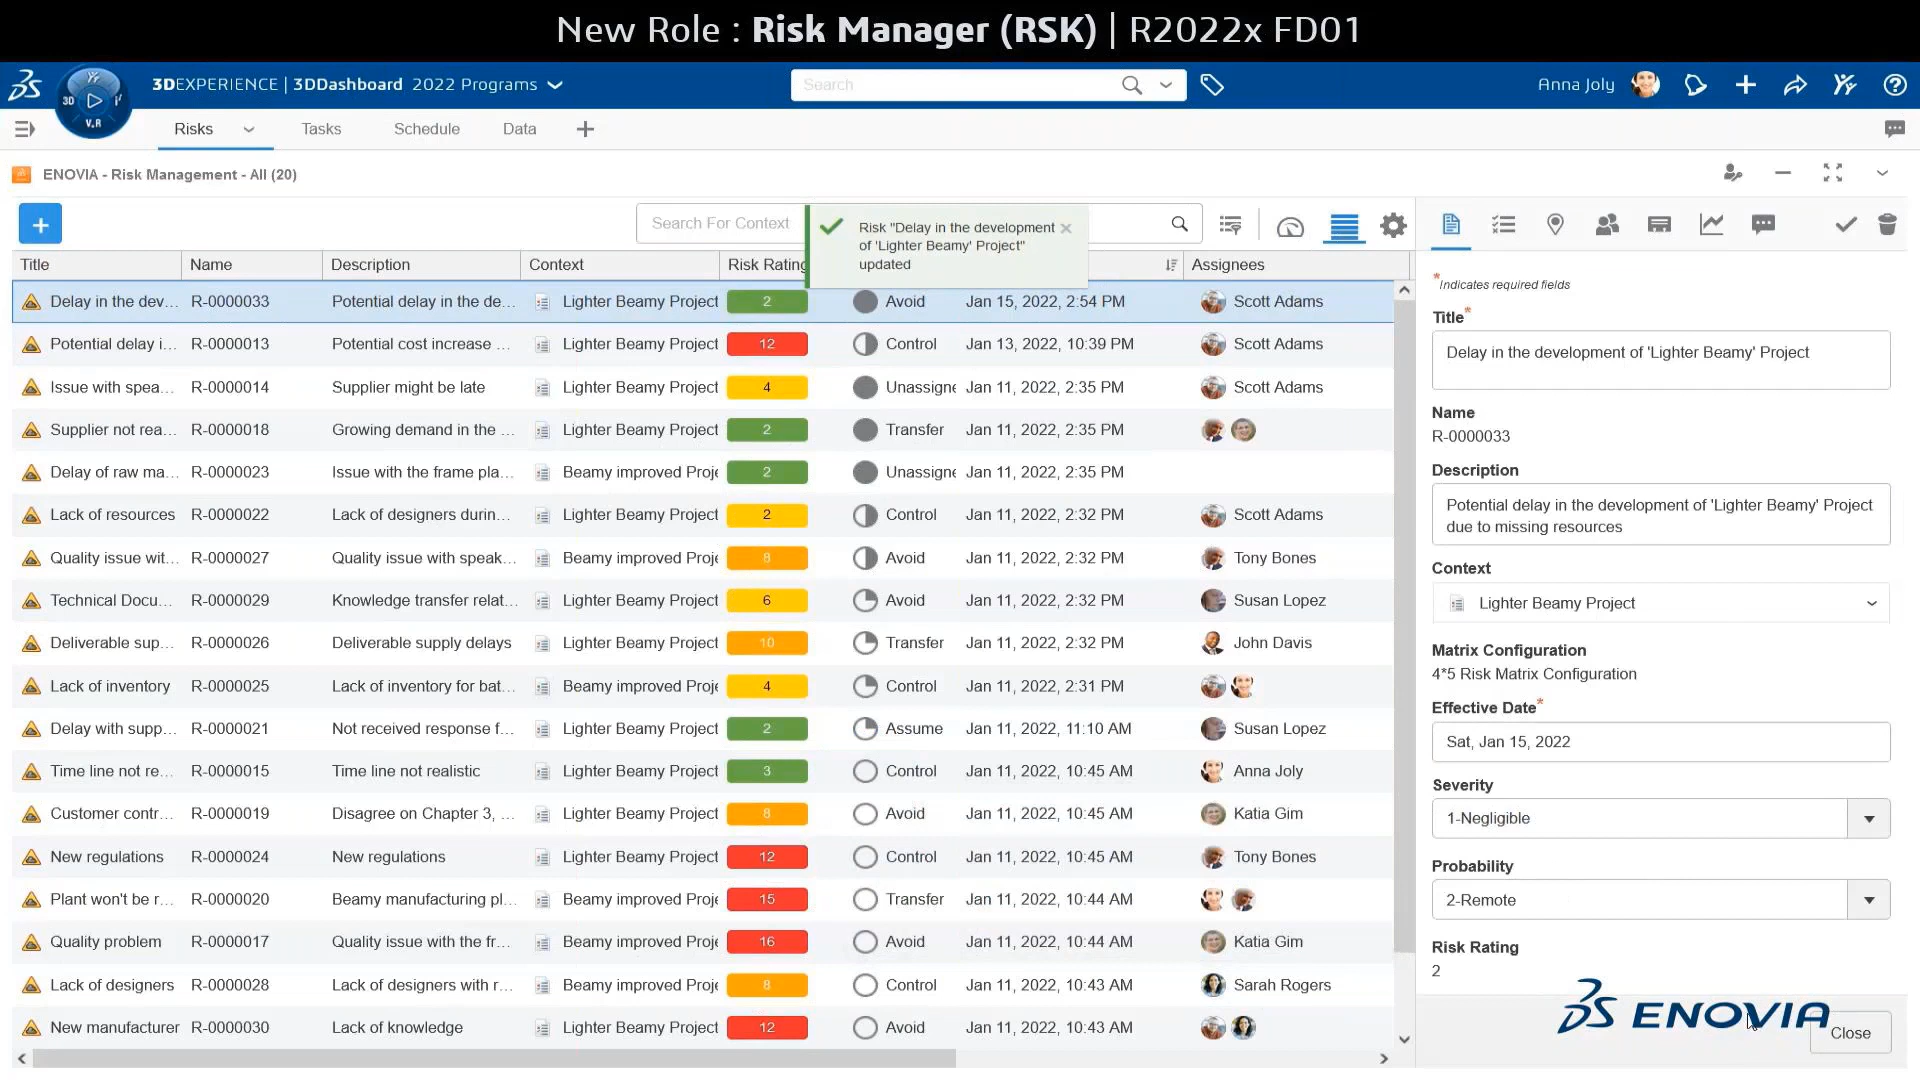 New Role : Risk Manager (RSK) | R2022x FD01
3DEXPERIENCE | 3DDashboard 2022 Programs
Search
Anna Joly
3D
V.R
Risks Tasks Schedule Data
ENOVIA - Risk Management - All (20)
Search For Context
Risk "Delay in the development
of 'Lighter Beamy' Project"
updated
Title Name Description Context Risk Rating Assignees
Delay in the dev... R-0000033 Potential delay in the de... Lighter Beamy Project 2 Avoid Jan 15, 2022, 2:54 PM Scott Adams
Potential delay i... R-0000013 Potential cost increase ... Lighter Beamy Project 12 Control Jan 13, 2022, 10:39 PM Scott Adams
Issue with spea... R-0000014 Supplier might be late Lighter Beamy Project 4 Unassigne Jan 11, 2022, 2:35 PM Scott Adams
Supplier not rea... R-0000018 Growing demand in the ... Lighter Beamy Project 2 Transfer Jan 11, 2022, 2:35 PM
Delay of raw ma... R-0000023 Issue with the frame pla... Beamy improved Proje 2 Unassigne Jan 11, 2022, 2:35 PM
Lack of resources R-0000022 Lack of designers durin... Lighter Beamy Project 2 Control Jan 11, 2022, 2:32 PM Scott Adams
Quality issue wit... R-0000027 Quality issue with speak... Beamy improved Proje 8 Avoid Jan 11, 2022, 2:32 PM Tony Bones
Technical Docu... R-0000029 Knowledge transfer relat... Lighter Beamy Project 6 Avoid Jan 11, 2022, 2:32 PM Susan Lopez
Deliverable sup... R-0000026 Deliverable supply delays Lighter Beamy Project 10 Transfer Jan 11, 2022, 2:32 PM John Davis
Lack of inventory R-0000025 Lack of inventory for bat... Beamy improved Proje 4 Control Jan 11, 2022, 2:31 PM
Delay with supp... R-0000021 Not received response f... Lighter Beamy Project 2 Assume Jan 11, 2022, 11:10 AM Susan Lopez
Time line not re... R-0000015 Time line not realistic Lighter Beamy Project 3 Control Jan 11, 2022, 10:45 AM Anna Joly
Customer contr... R-0000019 Disagree on Chapter 3, ... Lighter Beamy Project 8 Avoid Jan 11, 2022, 10:45 AM Katia Gim
New regulations R-0000024 New regulations Lighter Beamy Project 12 Control Jan 11, 2022, 10:45 AM Tony Bones
Plant won't be r... R-0000020 Beamy manufacturing pl... Beamy improved Proje 15 Transfer Jan 11, 2022, 10:44 AM
Quality problem R-0000017 Quality issue with the fr... Beamy improved Proje 16 Avoid Jan 11, 2022, 10:44 AM Katia Gim
Lack of designers R-0000028 Lack of designers with r... Beamy improved Proje 8 Control Jan 11, 2022, 10:43 AM Sarah Rogers
New manufacturer R-0000030 Lack of knowledge Lighter Beamy Project 12 Avoid Jan 11, 2022, 10:43 AM
*Indicates required fields
Title*
Delay in the development of 'Lighter Beamy' Project
Name
R-0000033
Description
Potential delay in the development of 'Lighter Beamy' Project
due to missing resources
Context
Lighter Beamy Project
Matrix Configuration
4*5 Risk Matrix Configuration
Effective Date*
Sat, Jan 15, 2022
Severity
1-Negligible
Probability
2-Remote
Risk Rating
2
ENOVIA
Close